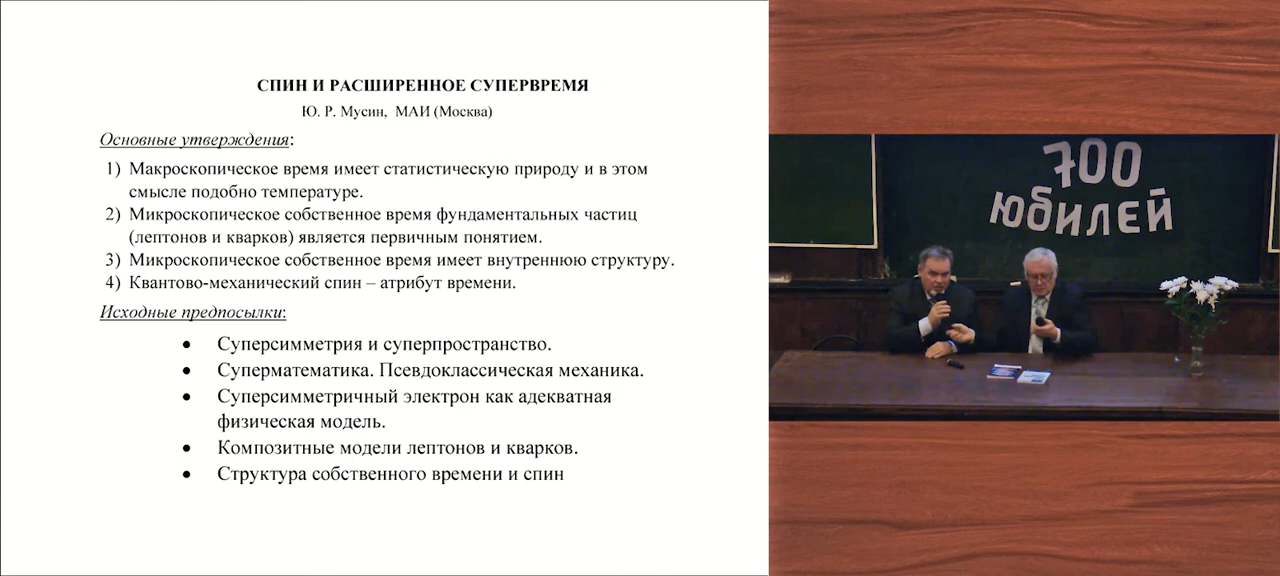 СПИН И РАСШИРЕННОЕ СУПЕРВРЕМЯ
Ю. Р. Мусин, МАИ (Москва)
Основные утверждения:
1) Макроскопическое время имеет статистическую природу и в этом
смысле подобно температуре.
2) Микроскопическое собственное время фундаментальных частиц
(лептонов и кварков) является первичным понятием.
3) Микроскопическое собственное время имеет внутреннюю структуру.
4) Квантово-механический спин – атрибут времени.
Исходные предпосылки:
• Суперсимметрия и суперпространство.
• Суперматематика. Псевдоклассическая механика.
• Суперсимметричный электрон как адекватная
физическая модель.
• Композитные модели лептонов и кварков.
• Структура собственного времени и спин
700
ЮбИЛЕЙ